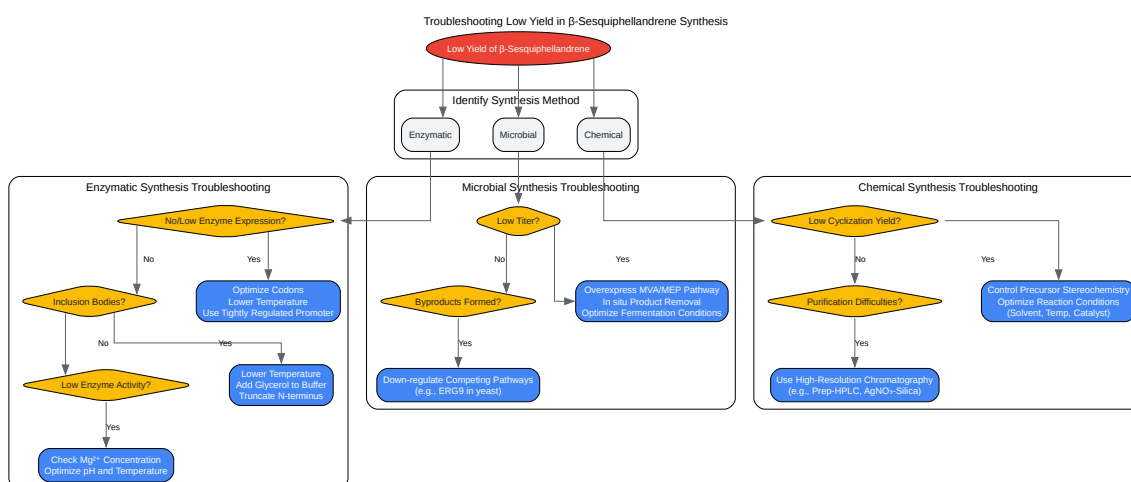 Troubleshooting Low Yield in β-Sesquiphellandrene Synthesis
Low Yield of β-Sesquiphellandrene
Identify Synthesis Method
Enzymatic
Microbial
Chemical
Enzymatic Synthesis Troubleshooting
No/Low Enzyme Expression?
No
Yes
Inclusion Bodies?
Optimize Codons
Lower Temperature
Use Tightly Regulated Promoter
No
Yes
Low Enzyme Activity?
Lower Temperature
Add Glycerol to Buffer
Truncate N-terminus
Yes
Check Mg²⁺ Concentration
Optimize pH and Temperature
Microbial Synthesis Troubleshooting
Low Titer?
No
Yes
Byproducts Formed?
Overexpress MVA/MEP Pathway
In situ Product Removal
Optimize Fermentation Conditions
Yes
Down-regulate Competing Pathways
(e.g., ERG9 in yeast)
Chemical Synthesis Troubleshooting
Low Cyclization Yield?
No
Yes
Purification Difficulties?
Control Precursor Stereochemistry
Optimize Reaction Conditions
(Solvent, Temp, Catalyst)
Yes
Use High-Resolution Chromatography
(e.g., Prep-HPLC, AgNO₃-Silica)